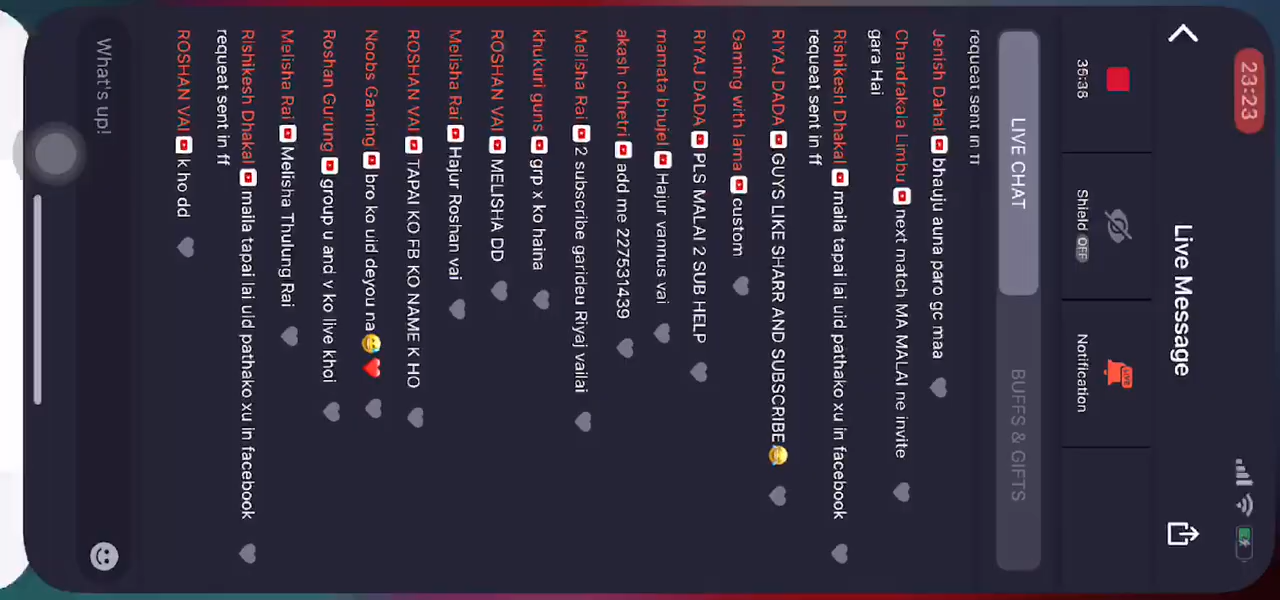 23:23
Live Message
35:38
Shield OFF
LIVE
Notification
LIVE CHAT
BUFFS & GIFTS
requeat sent in ff
Jenish Dahal bhauju auna paro gc maa
Chandrakala Limbu next match MA MALAI ne invite
gara Hai
Rishikesh Dhakal maila tapai lai uid pathako xu in facebook
requeat sent in ff
RIYAJ DADA GUYS LIKE SHARR AND SUBSCRIBE😂
Gaming with lama custom
RIYAJ DADA PLS MALAI 2 SUB HELP
mamata bhujel Hajur vannus vai
akash chhetri add me 227531439
Melisha Rai 2 subscribe garideu Riyaj vailai
khukuri guns grp x ko haina
ROSHAN VAI MELISHA DD
Melisha Rai Hajur Roshan vai
ROSHAN VAI TAPAI KO FB KO NAME K HO
Noobs Gaming bro ko uid deyou na😅❤️
Roshan Gurung group u and v ko live khoi
Melisha Rai Melisha Thulung Rai
Rishikesh Dhakal maila tapai lai uid pathako xu in facebook
requeat sent in ff
ROSHAN VAI k ho dd
What's up!